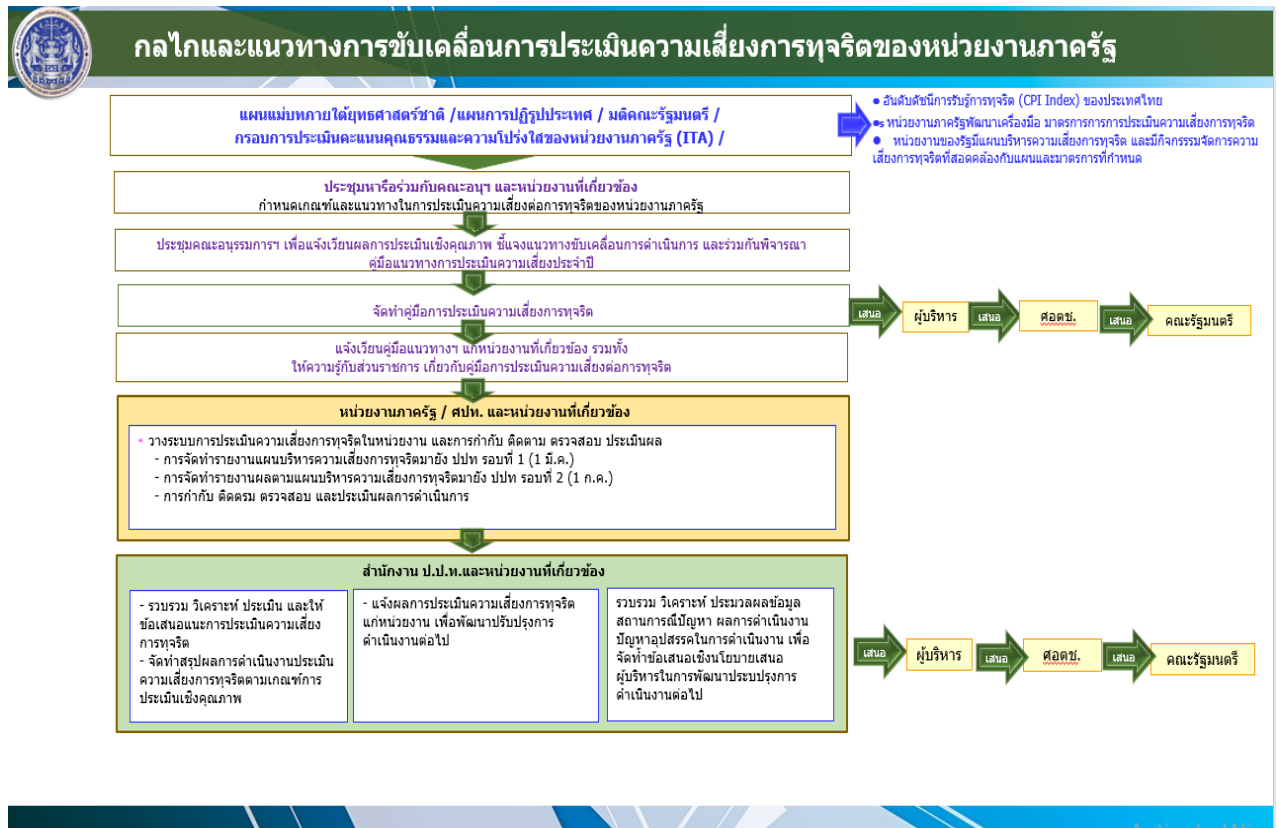 กลไกและแนวทางการขับเคลื่อนการประเมินความเสี่ยงการทุจริตของหน่วยงานภาครัฐ
แผนแม่บทภายใต้ยุทธศาสตร์ชาติ /แผนการปฏิรูปประเทศ / มติคณะรัฐมนตรี /
กรอบการประเมินคะแนนคุณธรรมและความโปร่งใสของหน่วยงานภาครัฐ (ITA) /
● อันดับดัชนีการรับรู้การทุจริต (CPI Index) ของประเทศไทย
●s หน่วยงานภาครัฐพัฒนาเครื่องมือ มาตรการการประเมินความเสี่ยงการทุจริต
● หน่วยงานของรัฐมีแผนบริหารความเสี่ยงการทุจริต และมีกิจกรรรมจัดการความ
เสี่ยงการทุจริตที่สอดคล้องกับแผนและมาตรการที่กำหนด
ประชุมหารือร่วมกับคณะอนุฯ และหน่วยงานที่เกี่ยวข้อง
กำหนดเกณฑ์และแนวทางในการประเมินความเสี่ยงต่อการทุจริตของหน่วยงานภาครัฐ
ประชุมคณะอนุรรมการฯ เพื่อแจ้งเวียนผลการประเมินเชิงคุณภาพ ชี้แจงแนวทางขับเคลื่อนการดำเนินการ และร่วมกันพิจารณา
คู่มือแนวทางการประเมินความเสี่ยงประจำปี
จัดทำคู่มือการประเมินความเสี่ยงการทุจริต
เสนอ
ผู้บริหาร
เสนอ
ศอตช.
เสนอ
คณะรัฐมนตรี
แจ้งเวียนคู่มือแนวทางฯ แก่หน่วยงานที่เกี่ยวข้อง รวมทั้ง
ให้ความรู้กับส่วนราชการ เกี่ยวกับคู่มือการประเมินความเสี่ยงต่อการทุจริต
หน่วยงานภาครัฐ / ศปท. และหน่วยงานที่เกี่ยวข้อง
• วางระบบการประเมินความเสี่ยงการทุจริตในหน่วยงาน และการกำกับ ติดตาม ตรวจสอบ ประเมินผล
- การจัดทำรายงานแผนบริหารความเสี่ยงการทุจริตมายัง ปปท รอบที่ 1 (1 มี.ค.)
- การจัดทำรายงานผลตามแผนบริหารความเสี่ยงการทุจริตมายัง ปปท รอบที่ 2 (1 ก.ค.)
- การกำกับ ติดตรม ตรวจสอบ และประเมินผลการดำเนินการ
สำนักงาน ป.ป.ท.และหน่วยงานที่เกี่ยวข้อง
- รวบรวม วิเคราะห์ ประเมิน และให้
ข้อเสนอแนะการประเมินความเสี่ยง
การทุจริต
- จัดทำสรุปผลการดำเนินงานประเมิน
ความเสี่ยงการทุจริตตามเกณฑ์การ
ประเมินเชิงคุณภาพ
- แจ้งผลการประเมินความเสี่ยงการทุจริต
แก่หน่วยงาน เพื่อพัฒนาปรับปรุงการ
ดำเนินงานต่อไป
รวบรวม วิเคราะห์ ประมวลผลข้อมูล
สถานการณ์ปัญหา ผลการดำเนินงาน
ปัญหาอุปสรรคในการดำเนินงาน เพื่อ
จัดทำข้อเสนอเชิงนโยบายเสนอ
ผู้บริหารในการพัฒนาประบปรุงการ
ดำเนินงานต่อไป
เสนอ
ผู้บริหาร
เสนอ
ศอตช.
เสนอ
คณะรัฐมนตรี